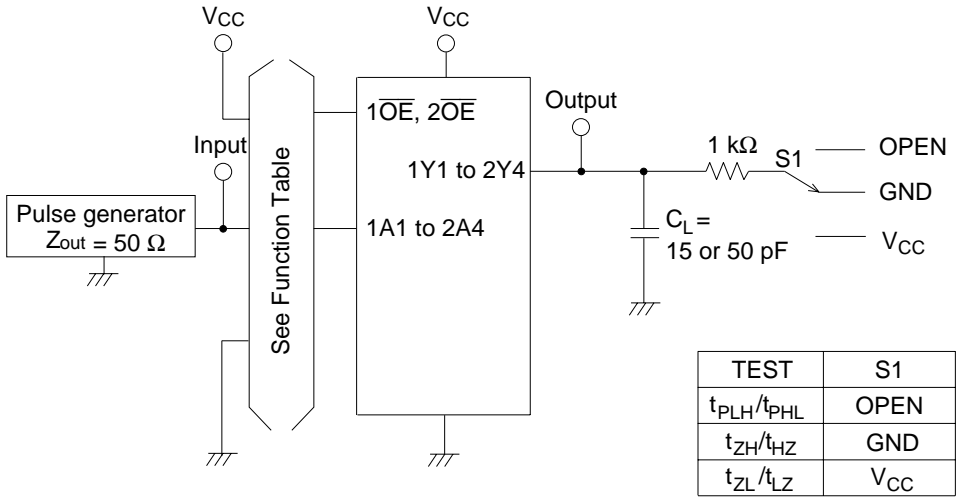 VCC
VCC
Input
Pulse generator
Zout = 50 Ω
See Function Table
1O̅E̅, 2O̅E̅
1Y1 to 2Y4
1A1 to 2A4
Output
1 kΩ
S1
OPEN
GND
VCC
CL =
15 or 50 pF
TEST S1
tPLH/tPHL OPEN
tZH/tHZ GND
tZL/tLZ VCC